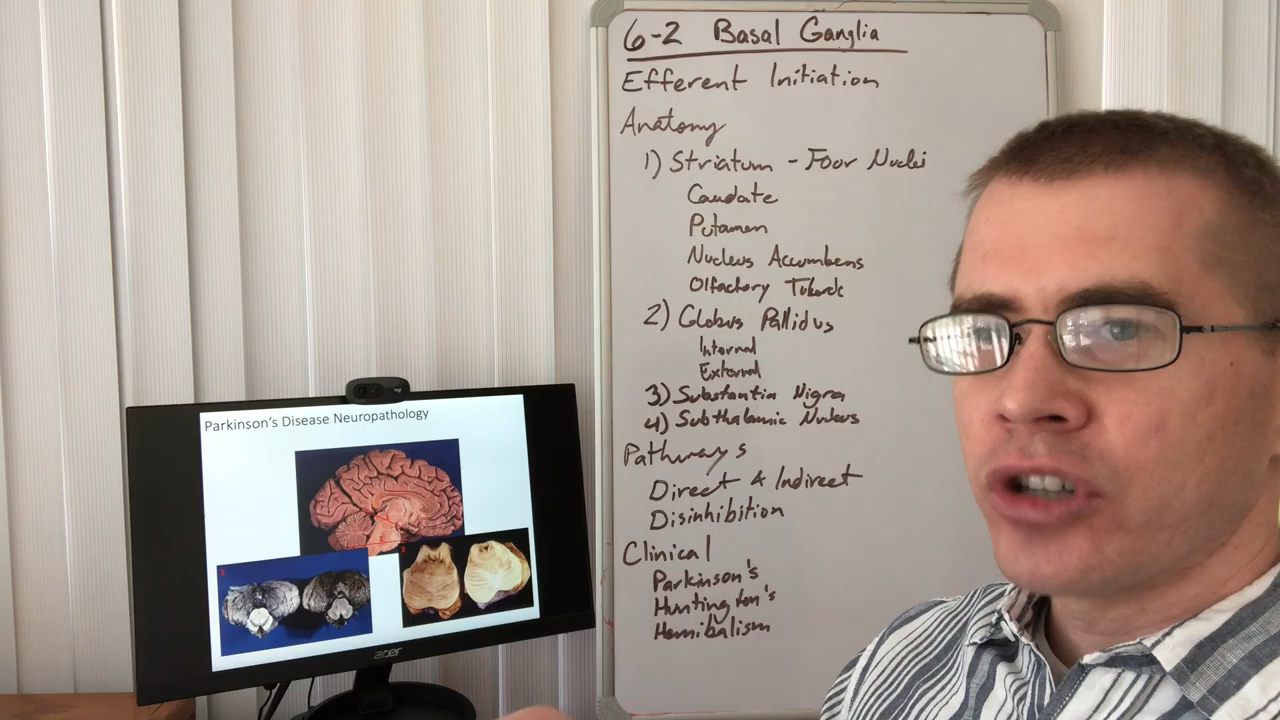 6-2 Basal Ganglia
Efferent Initiation
Anatomy
1) Striatum - Four Nuclei
Caudate
Putamen
Nucleus Accumbens
Olfactory Tubercle
2) Globus Pallidus
Internal
External
3) Substantia Nigra
4) Subthalamic Nucleus
Pathways
Direct & Indirect
Disinhibition
Clinical
Parkinson's
Huntington's
Hemibalism
Parkinson's Disease Neuropathology
acer